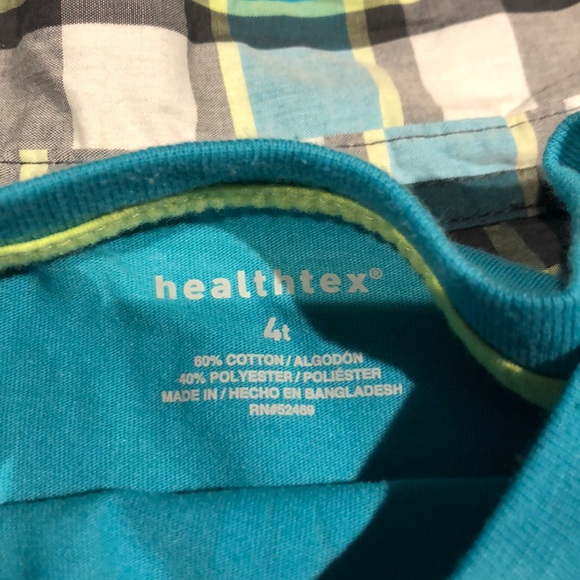 healthtex®
4t
60% COTTON / ALGODÓN
40% POLYESTER / POLIÉSTER
MADE IN / HECHO EN BANGLADESH
RN#52469